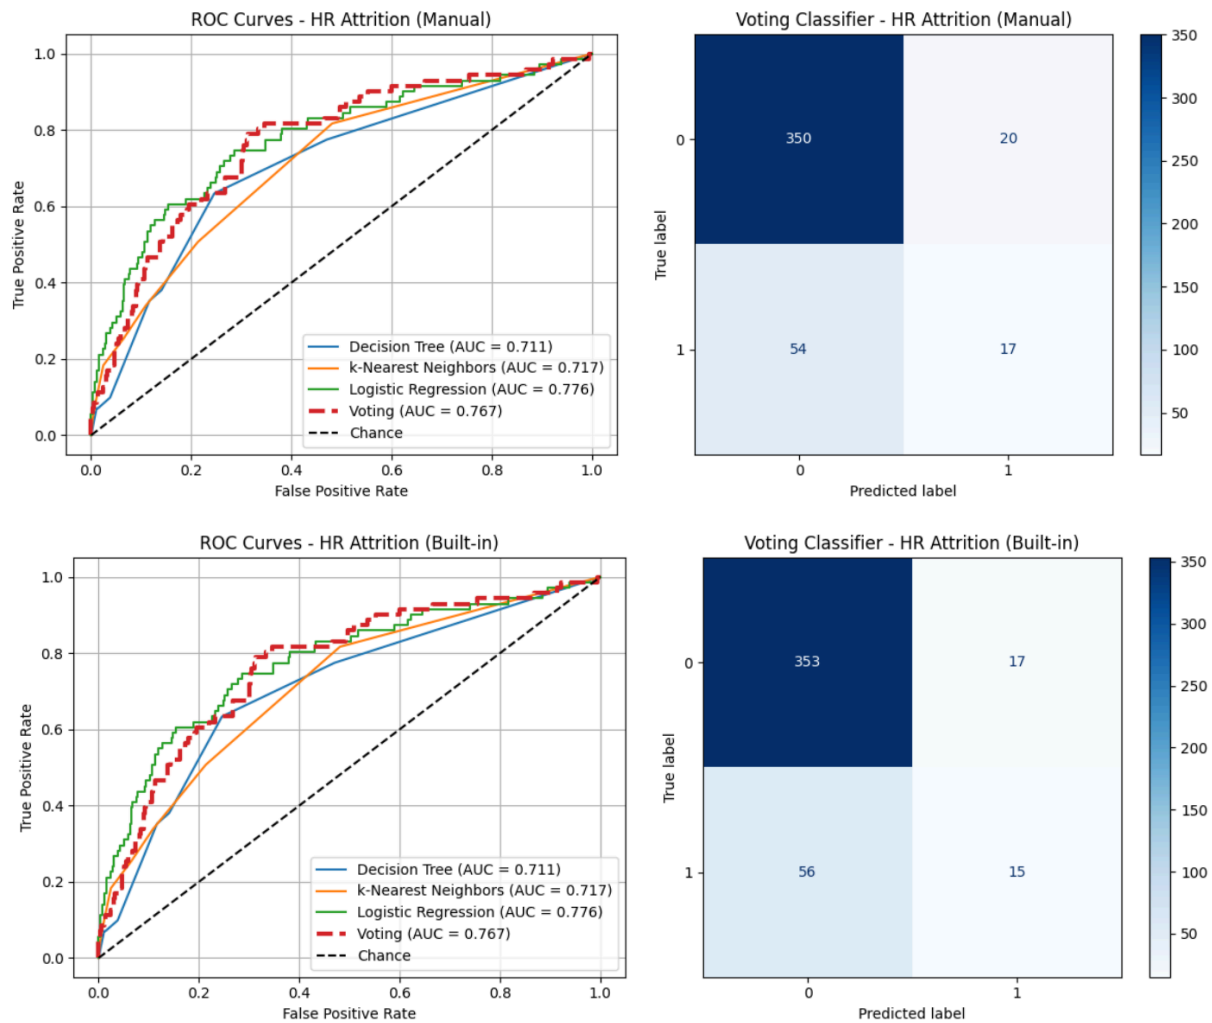 ROC Curves - HR Attrition (Manual)
True Positive Rate
1.0
0.8
0.6
0.4
0.2
0.0
0.0 0.2 0.4 0.6 0.8 1.0
False Positive Rate
Decision Tree (AUC = 0.711)
k-Nearest Neighbors (AUC = 0.717)
Logistic Regression (AUC = 0.776)
Voting (AUC = 0.767)
Chance
Voting Classifier - HR Attrition (Manual)
True label
0
1
350 20
54 17
0 1
Predicted label
350
300
250
200
150
100
50
ROC Curves - HR Attrition (Built-in)
True Positive Rate
1.0
0.8
0.6
0.4
0.2
0.0
0.0 0.2 0.4 0.6 0.8 1.0
False Positive Rate
Decision Tree (AUC = 0.711)
k-Nearest Neighbors (AUC = 0.717)
Logistic Regression (AUC = 0.776)
Voting (AUC = 0.767)
Chance
Voting Classifier - HR Attrition (Built-in)
True label
0
1
353 17
56 15
0 1
Predicted label
350
300
250
200
150
100
50